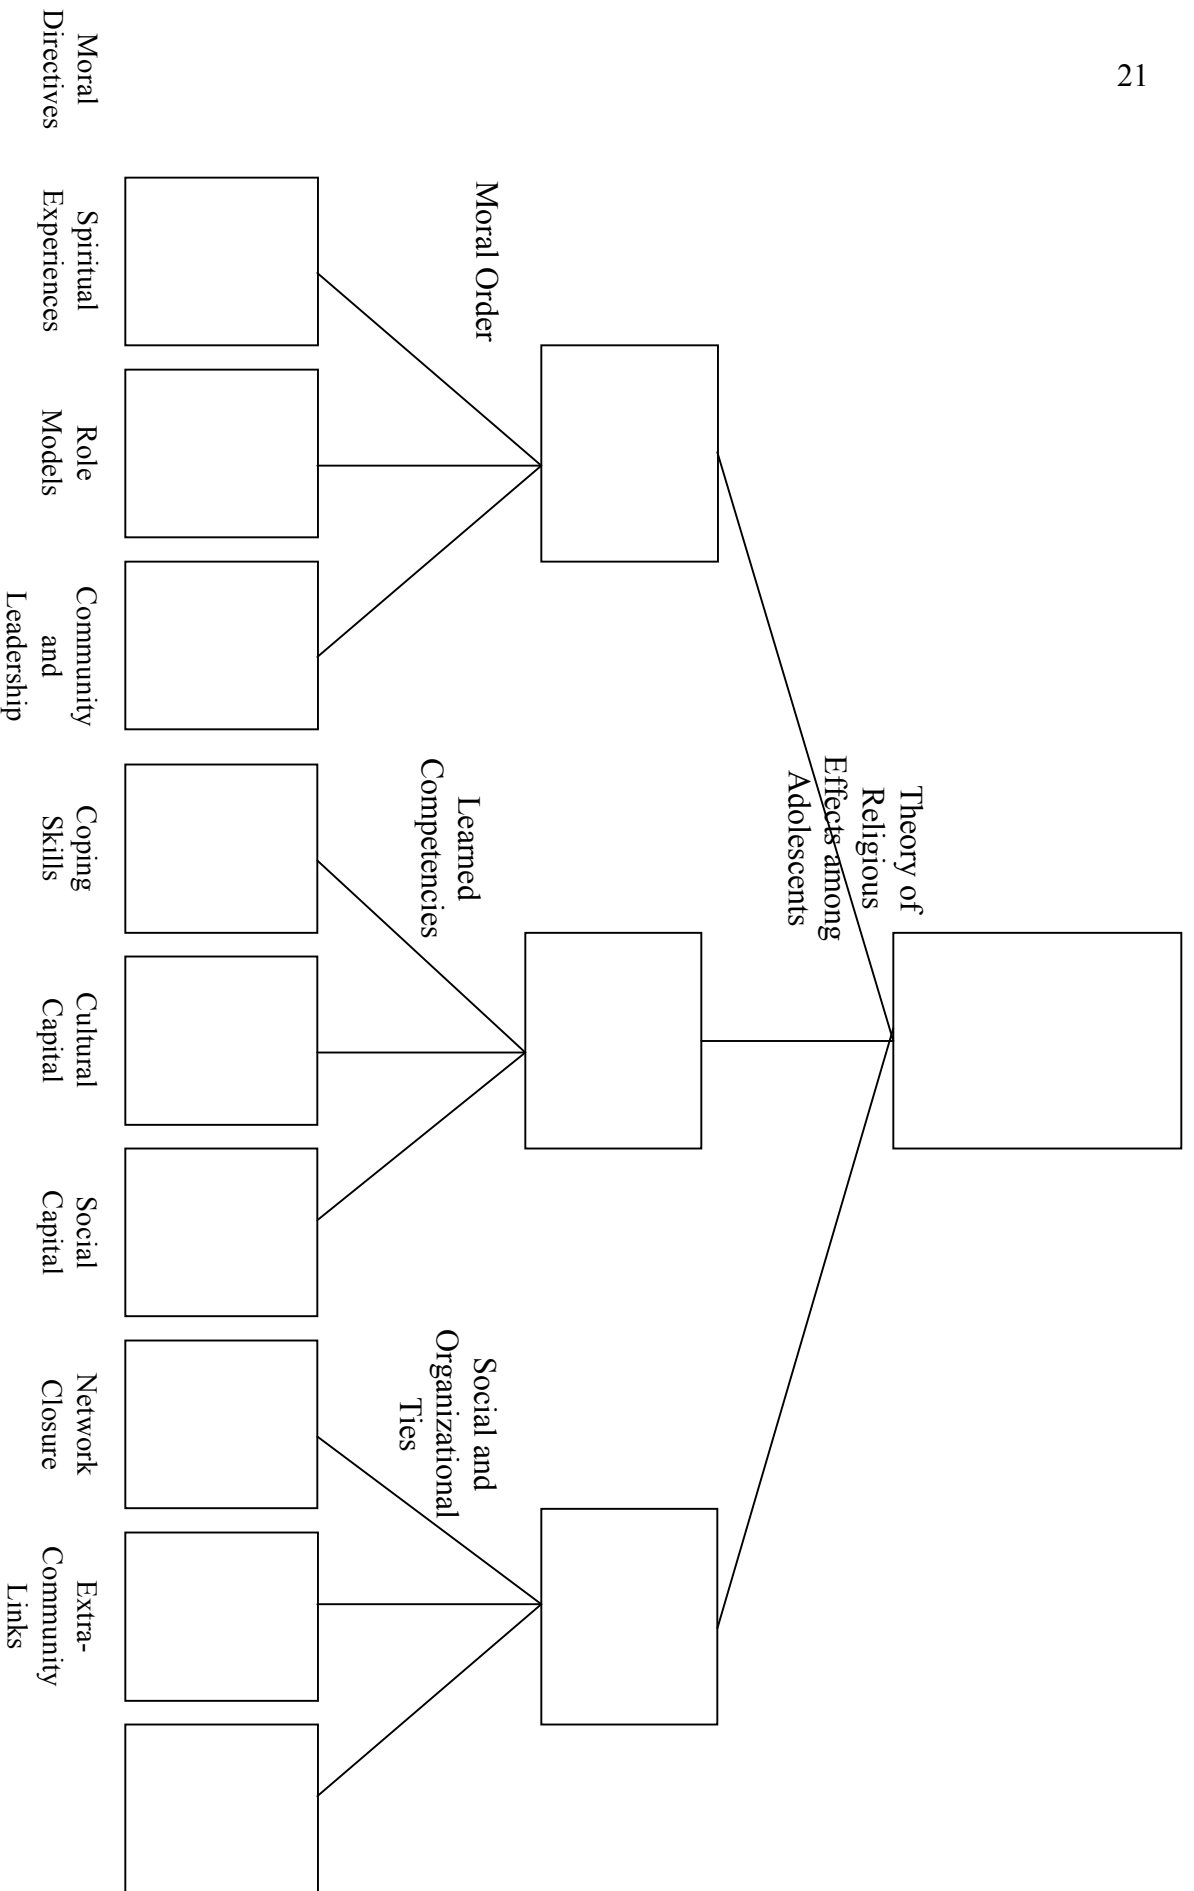 21
Theory of
Religious
Effects among
Adolescents
Moral Order
Learned
Competencies
Social and
Organizational
Ties
Moral
Directives
Spiritual
Experiences
Role
Models
Community
and
Leadership
Coping
Skills
Cultural
Capital
Social
Capital
Network
Closure
Extra-
Community
Links